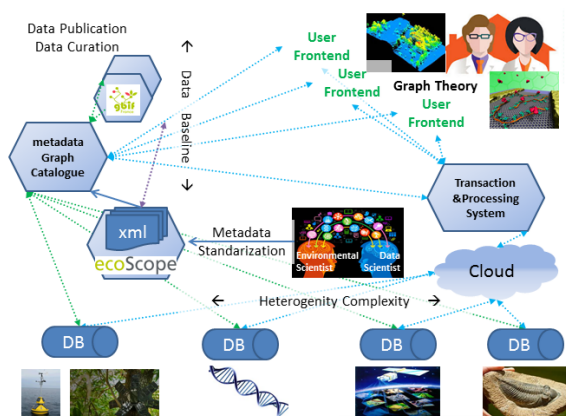 Data Publication
Data Curation
gbif
Data
Baseline
User
Frontend
User
Frontend
Graph Theory
User
Frontend
metadata
Graph
Catalogue
Transaction
&Processing
System
xml
ecoScope
Metadata
Standarization
Environmental
Scientist
Data
Scientist
Cloud
Heterogenity Complexity
DB
DB
DB
DB